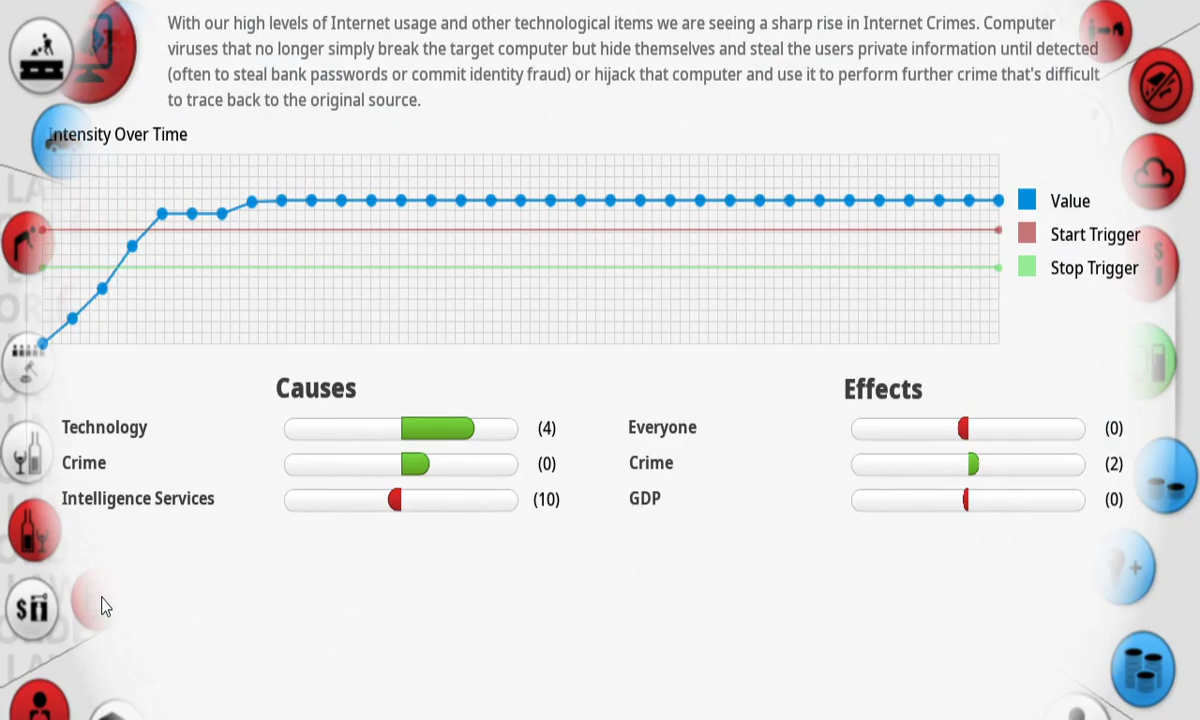 With our high levels of Internet usage and other technological items we are seeing a sharp rise in Internet Crimes. Computer
viruses that no longer simply break the target computer but hide themselves and steal the users private information until detected
(often to steal bank passwords or commit identity fraud) or hijack that computer and use it to perform further crime that's difficult
to trace back to the original source.
Intensity Over Time
Value
Start Trigger
Stop Trigger
Causes
Effects
Technology (4) Everyone (0)
Crime (0) Crime (2)
Intelligence Services (10) GDP (0)